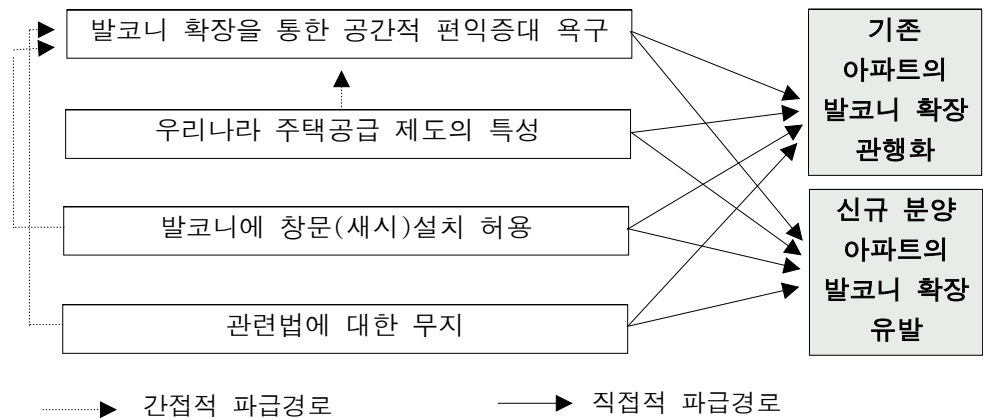 발코니 확장을 통한 공간적 편익증대 욕구
우리나라 주택공급 제도의 특성
발코니에 창문(새시)설치 허용
관련법에 대한 무지
기존
아파트의
발코니 확장
관행화
신규 분양
아파트의
발코니 확장
유발
간접적 파급경로
직접적 파급경로